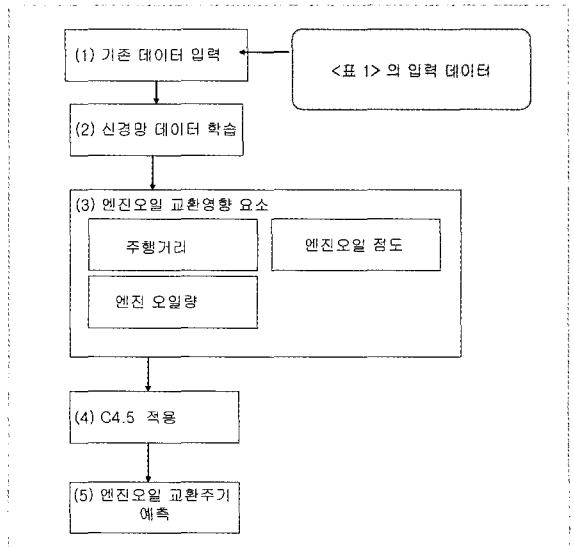 (1) 기존 데이터 입력
<표 1> 의 입력 데이터
(2) 신경망 데이터 학습
(3) 엔진오일 교환영향 요소
주행거리
엔진오일 점도
엔진 오일량
(4) C4.5 적용
(5) 엔진오일 교환주기
예측